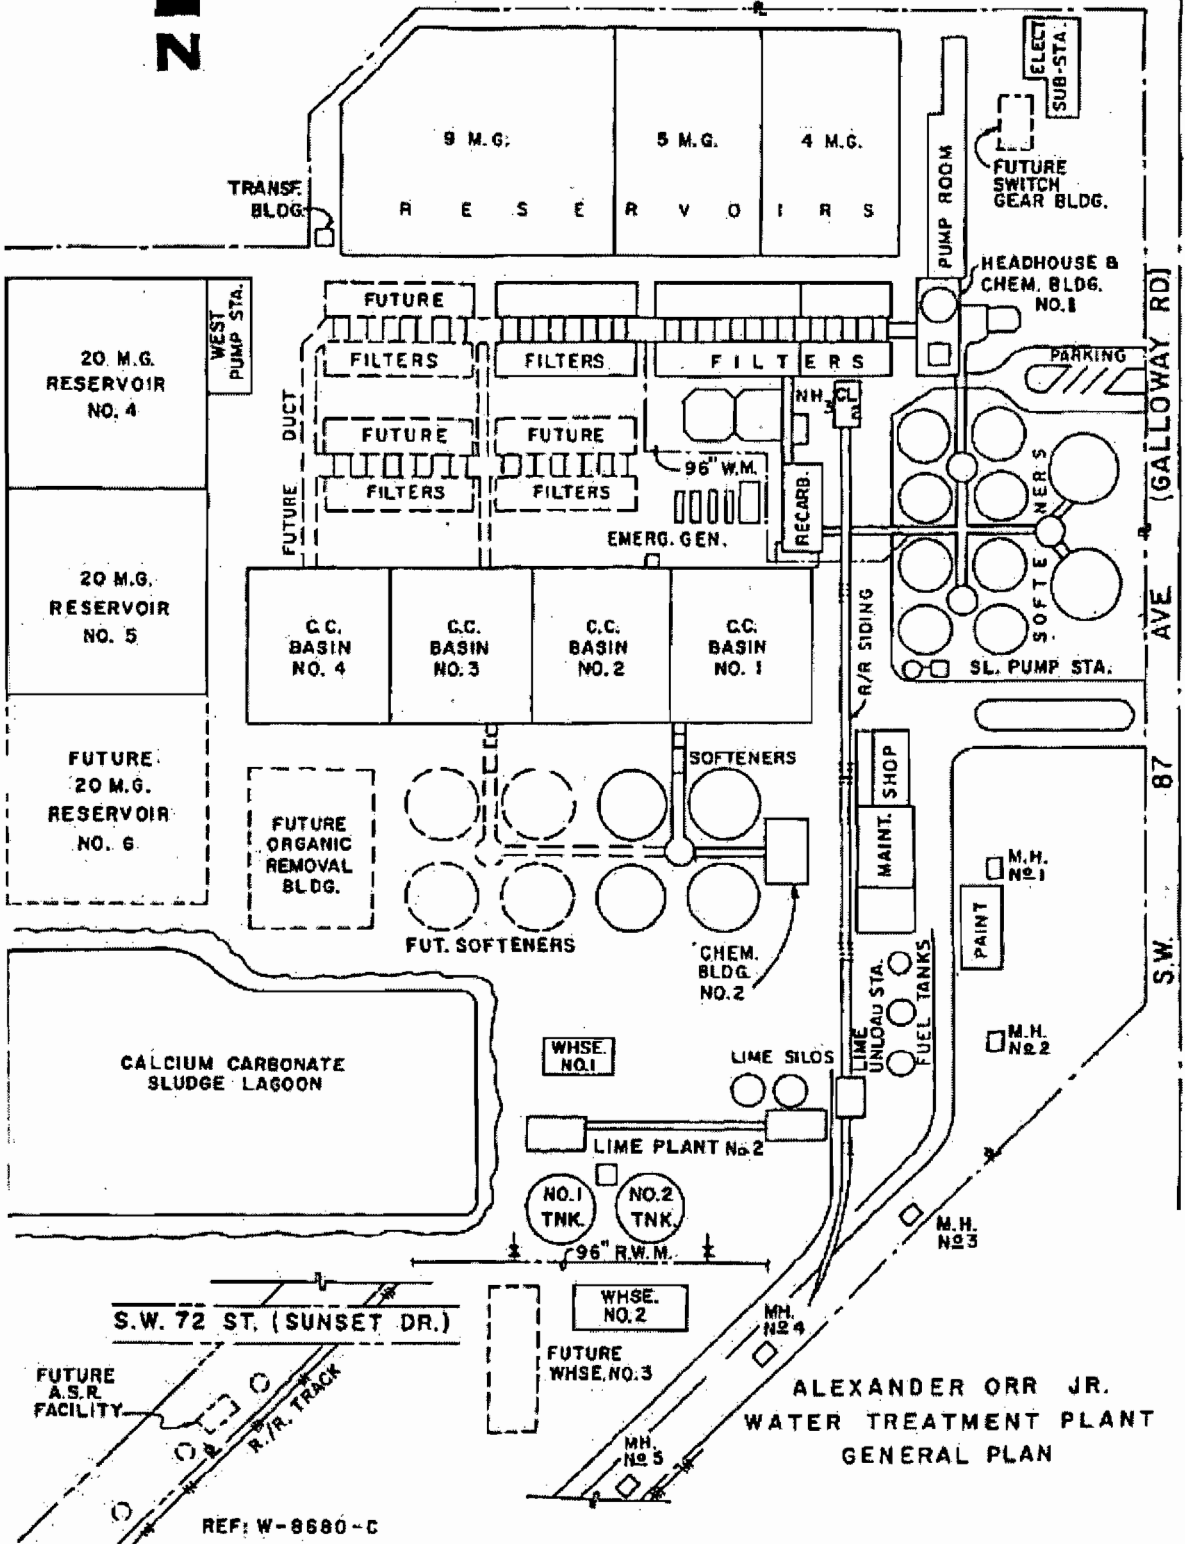 N
ELECT
SUB-STA.
9 M.G.
5 M.G.
4 M.G.
RESERVOIRS
PUMP ROOM
FUTURE
SWITCH
GEAR BLDG.
TRANSF.
BLDG.
HEADHOUSE &
CHEM. BLDG.
NO.1
WEST
PUMP STA.
20 M.G.
RESERVOIR
NO. 4
FUTURE
FILTERS
FILTERS
FILTERS
PARKING
NH3
CL2
FUTURE DUCT
FUTURE
FILTERS
FUTURE
FILTERS
96" W.M.
RECARB.
EMERG. GEN.
SOFTENERS
S.W. 87 AVE (GALLOWAY RD)
20 M.G.
RESERVOIR
NO. 5
C.C.
BASIN
NO. 4
C.C.
BASIN
NO. 3
C.C.
BASIN
NO. 2
C.C.
BASIN
NO. 1
R/R SIDING
SL. PUMP STA.
FUTURE
20 M.G.
RESERVOIR
NO. 6
FUTURE
ORGANIC
REMOVAL
BLDG.
SOFTENERS
SHOP
MAINT.
FUT. SOFTENERS
CHEM.
BLDG.
NO. 2
M.H.
No 1
PAINT
LIME
UNLOAD STA.
FUEL TANKS
M.H.
No 2
CALCIUM CARBONATE
SLUDGE LAGOON
WHSE.
NO.1
LIME SILOS
LIME PLANT No. 2
NO.1
TNK.
NO.2
TNK.
M.H.
No 3
96" R.W.M.
S.W. 72 ST. (SUNSET DR.)
WHSE.
NO.2
MH.
No 4
FUTURE
WHSE. NO. 3
FUTURE
A.S.R.
FACILITY
R./R. TRACK
MH.
No 5
ALEXANDER ORR JR.
WATER TREATMENT PLANT
GENERAL PLAN
REF: W-8680-C